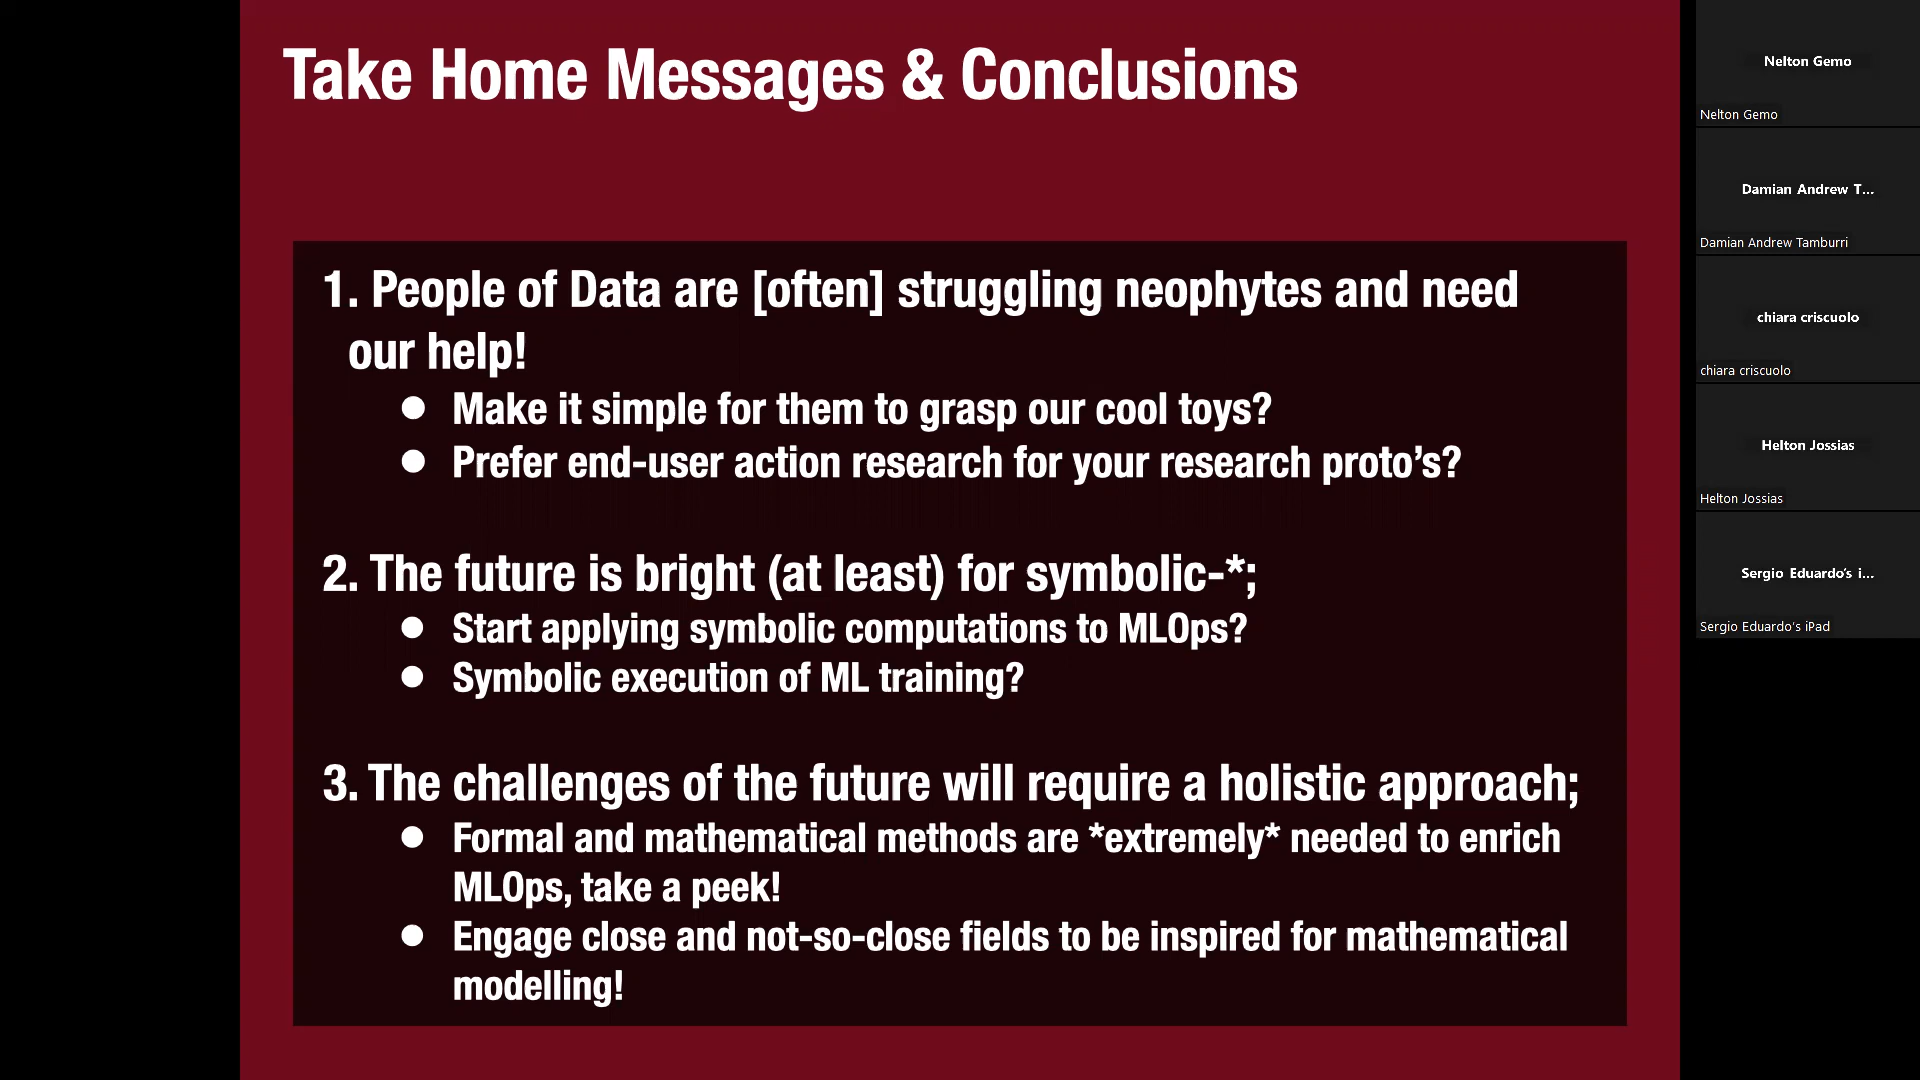 Take Home Messages & Conclusions
1. People of Data are [often] struggling neophytes and need
our help!
● Make it simple for them to grasp our cool toys?
● Prefer end-user action research for your research proto’s?
2. The future is bright (at least) for symbolic-*;
● Start applying symbolic computations to MLOps?
● Symbolic execution of ML training?
3. The challenges of the future will require a holistic approach;
● Formal and mathematical methods are *extremely* needed to enrich
MLOps, take a peek!
● Engage close and not-so-close fields to be inspired for mathematical
modelling!
Nelton Gemo
Nelton Gemo
Damian Andrew T...
Damian Andrew Tamburri
chiara criscuolo
chiara criscuolo
Helton Jossias
Helton Jossias
Sergio Eduardo's i...
Sergio Eduardo's iPad